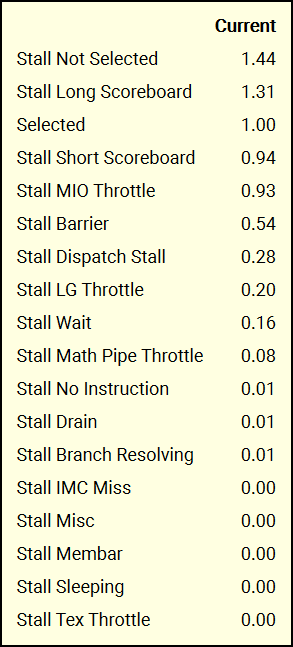 Current
Stall Not Selected 1.44
Stall Long Scoreboard 1.31
Selected 1.00
Stall Short Scoreboard 0.94
Stall MIO Throttle 0.93
Stall Barrier 0.54
Stall Dispatch Stall 0.28
Stall LG Throttle 0.20
Stall Wait 0.16
Stall Math Pipe Throttle 0.08
Stall No Instruction 0.01
Stall Drain 0.01
Stall Branch Resolving 0.01
Stall IMC Miss 0.00
Stall Misc 0.00
Stall Membar 0.00
Stall Sleeping 0.00
Stall Tex Throttle 0.00